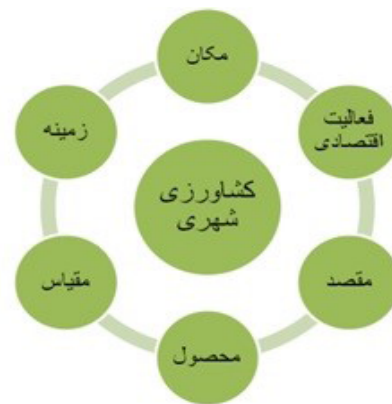 مکان
فعالیت
اقتصادی
مقصد
محصول
مقیاس
زمینه
کشاورزی
شهری